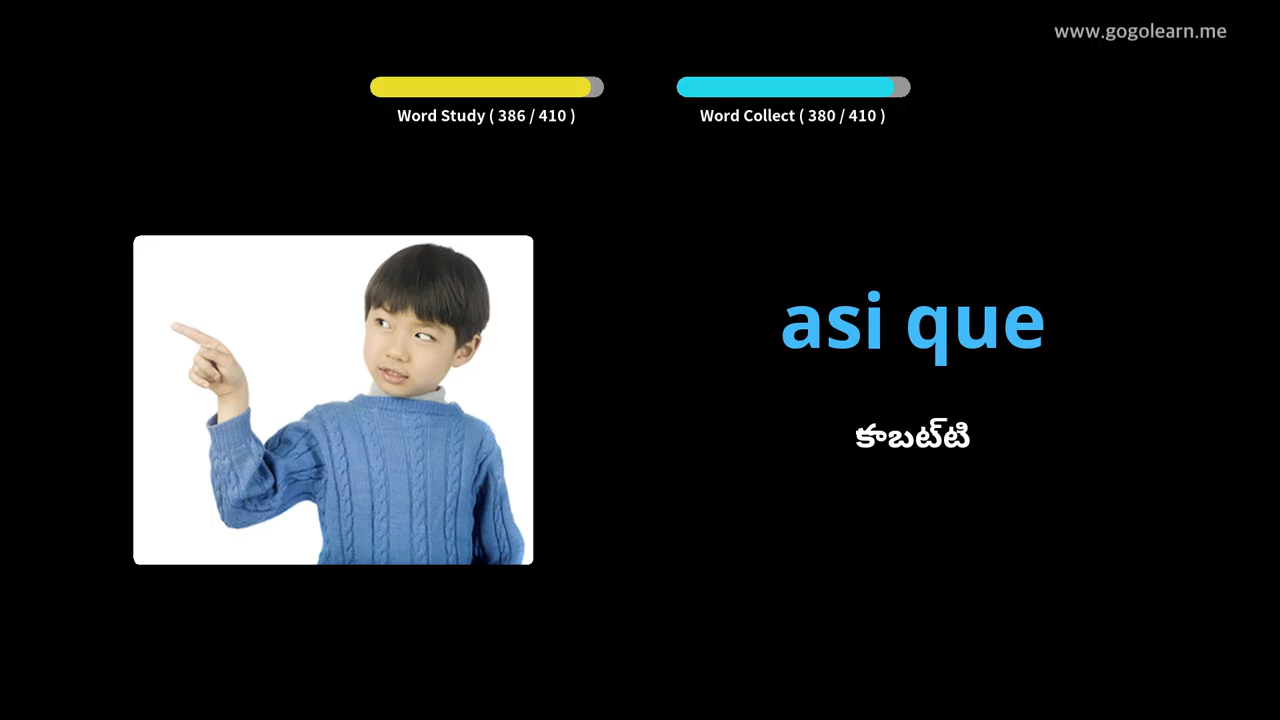 www.gogolearn.me
Word Study ( 386 / 410 )
Word Collect ( 380 / 410 )
asi que
కాబట్‌టి